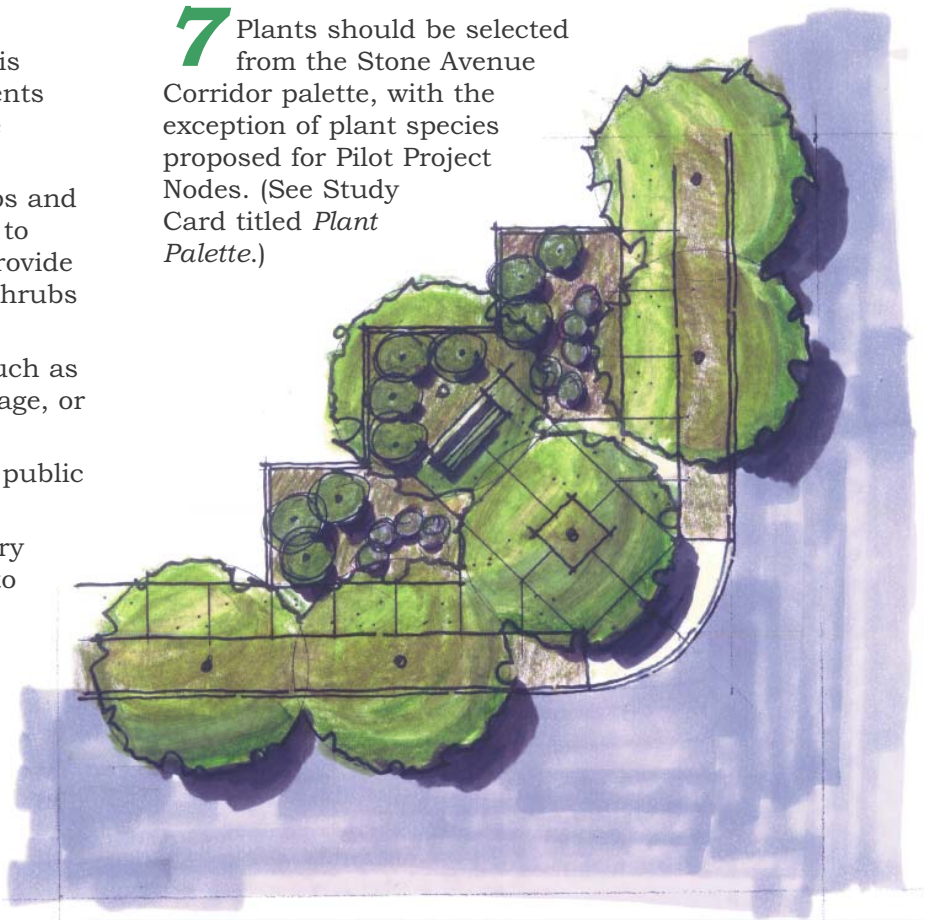 is
ents
ps and
to
rovide
hrubs
uch as
age, or
public
ry
to
7 Plants should be selected
from the Stone Avenue
Corridor palette, with the
exception of plant species
proposed for Pilot Project
Nodes. (See Study
Card titled Plant
Palette.)